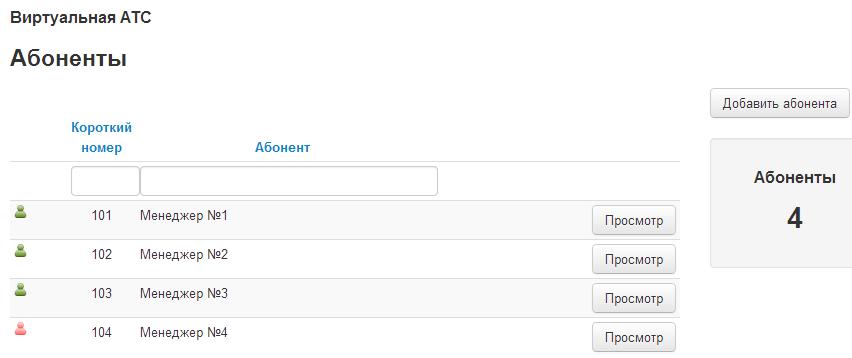 Виртуальная АТС
Абоненты
Добавить абонента
Короткий
номер
Абонент
Абоненты
4
101 Менеджер №1 Просмотр
102 Менеджер №2 Просмотр
103 Менеджер №3 Просмотр
104 Менеджер №4 Просмотр